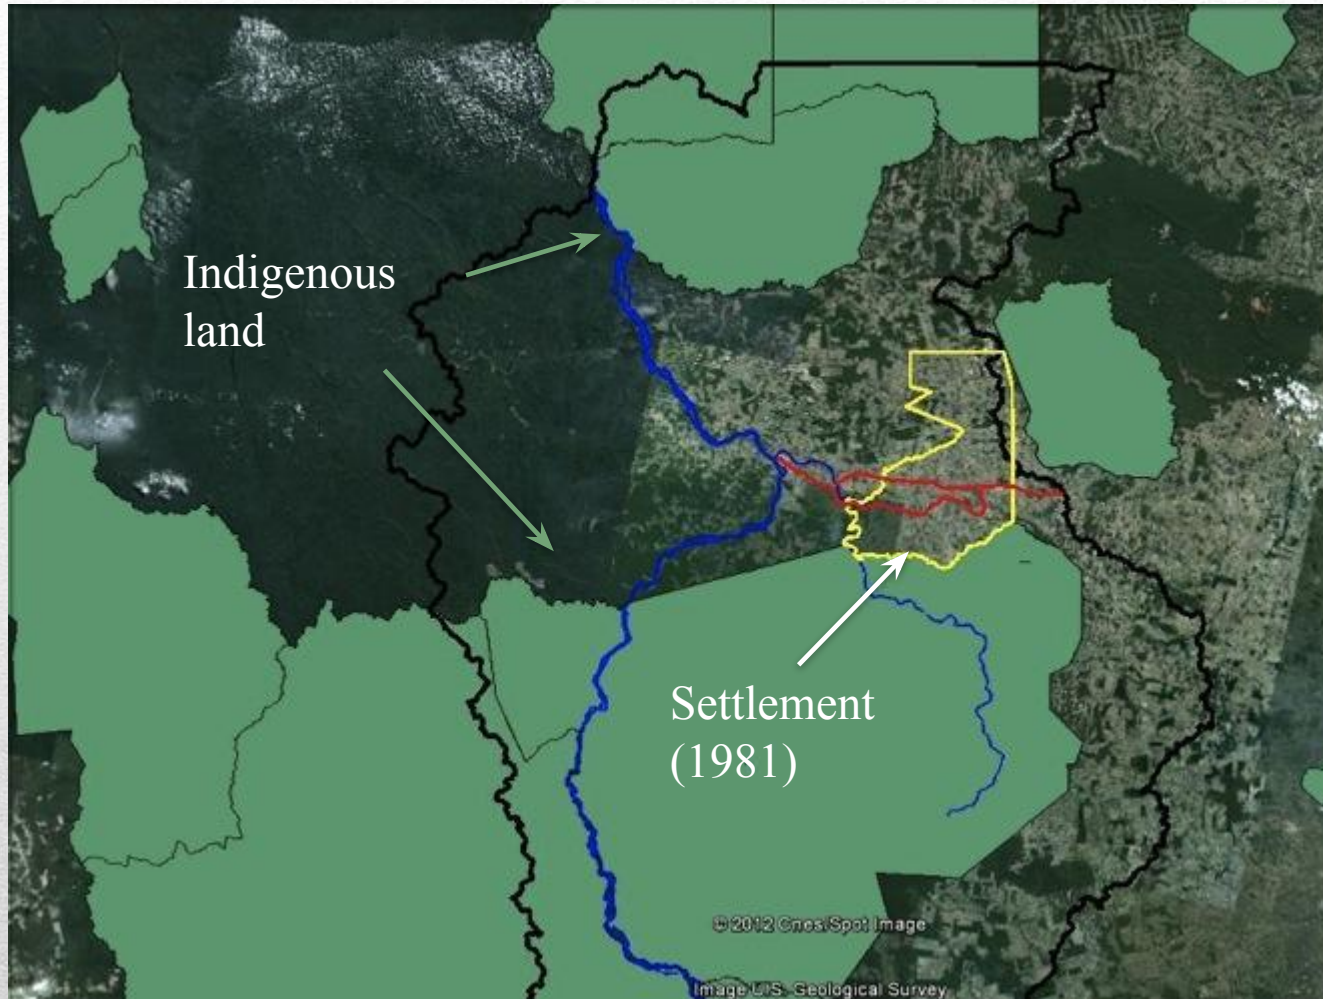 Indigenous
land
Settlement
(1981)
© 2012 Cnes/Spot Image
Image U.S. Geological Survey